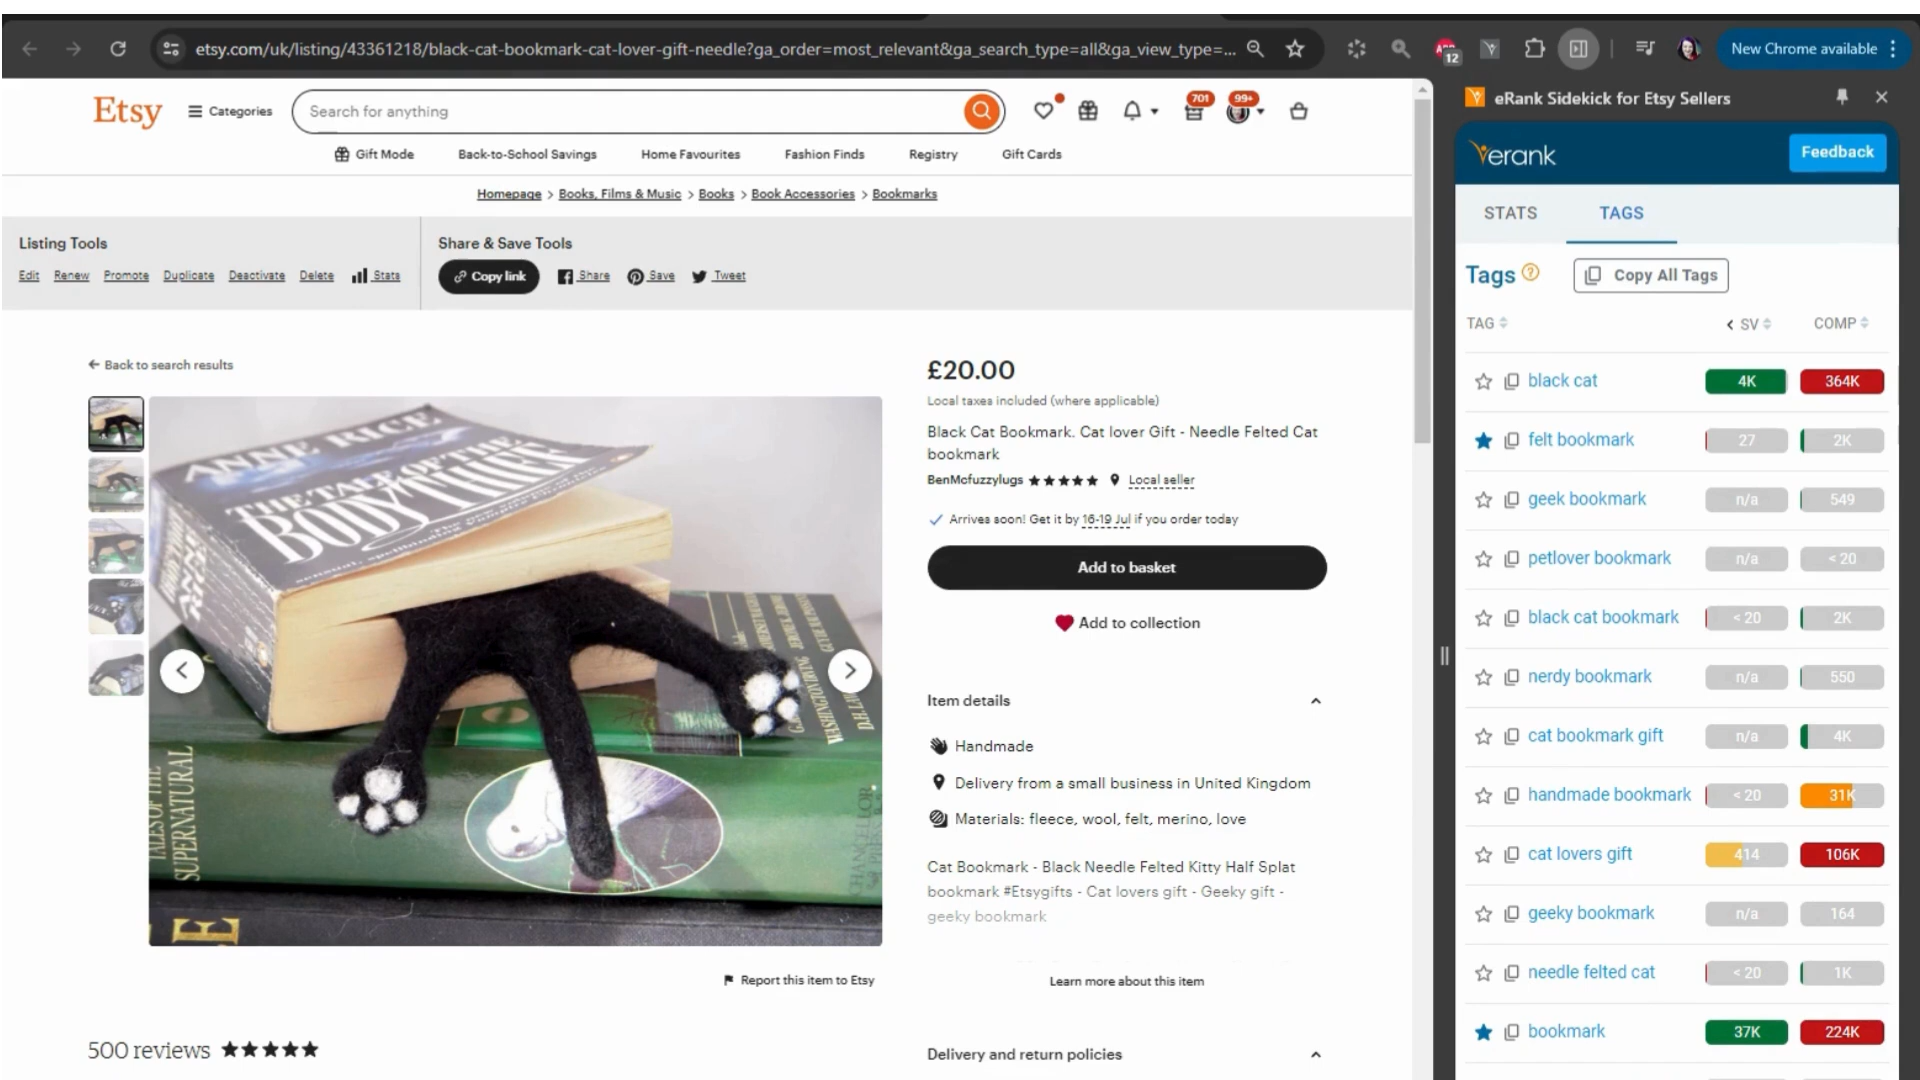 etsy.com/uk/listing/43361218/black-cat-bookmark-cat-lover-gift-needle?ga_order=most_relevant&ga_search_type=all&ga_view_type=...
12
New Chrome available
Etsy
Categories
Search for anything
701
99+
Gift Mode
Back-to-School Savings
Home Favourites
Fashion Finds
Registry
Gift Cards
Homepage > Books, Films & Music > Books > Book Accessories > Bookmarks
Listing Tools
Edit Renew Promote Duplicate Deactivate Delete Stats
Share & Save Tools
Copy link Share Save Tweet
Back to search results
ANNE RICE
THE TALE OF THE
BODY THIEF
TALES OF THE
SUPERNATURAL
£20.00
Local taxes included (where applicable)
Black Cat Bookmark. Cat lover Gift - Needle Felted Cat
bookmark
BenMcfuzzylugs ★★★★★ Local seller
Arrives soon! Get it by 16-19 Jul if you order today
Add to basket
Add to collection
Item details
Handmade
Delivery from a small business in United Kingdom
Materials: fleece, wool, felt, merino, love
Cat Bookmark - Black Needle Felted Kitty Half Splat
bookmark #Etsygifts - Cat lovers gift - Geeky gift -
geeky bookmark
Report this item to Etsy
Learn more about this item
500 reviews ★★★★★
Delivery and return policies
eRank Sidekick for Etsy Sellers
erank
Feedback
STATS
TAGS
Tags
Copy All Tags
TAG < SV COMP
black cat 4K 364K
felt bookmark 27 2K
geek bookmark n/a 549
petlover bookmark n/a < 20
black cat bookmark < 20 2K
nerdy bookmark n/a 550
cat bookmark gift n/a 4K
handmade bookmark < 20 31K
cat lovers gift 414 106K
geeky bookmark n/a 164
needle felted cat < 20 1K
bookmark 37K 224K